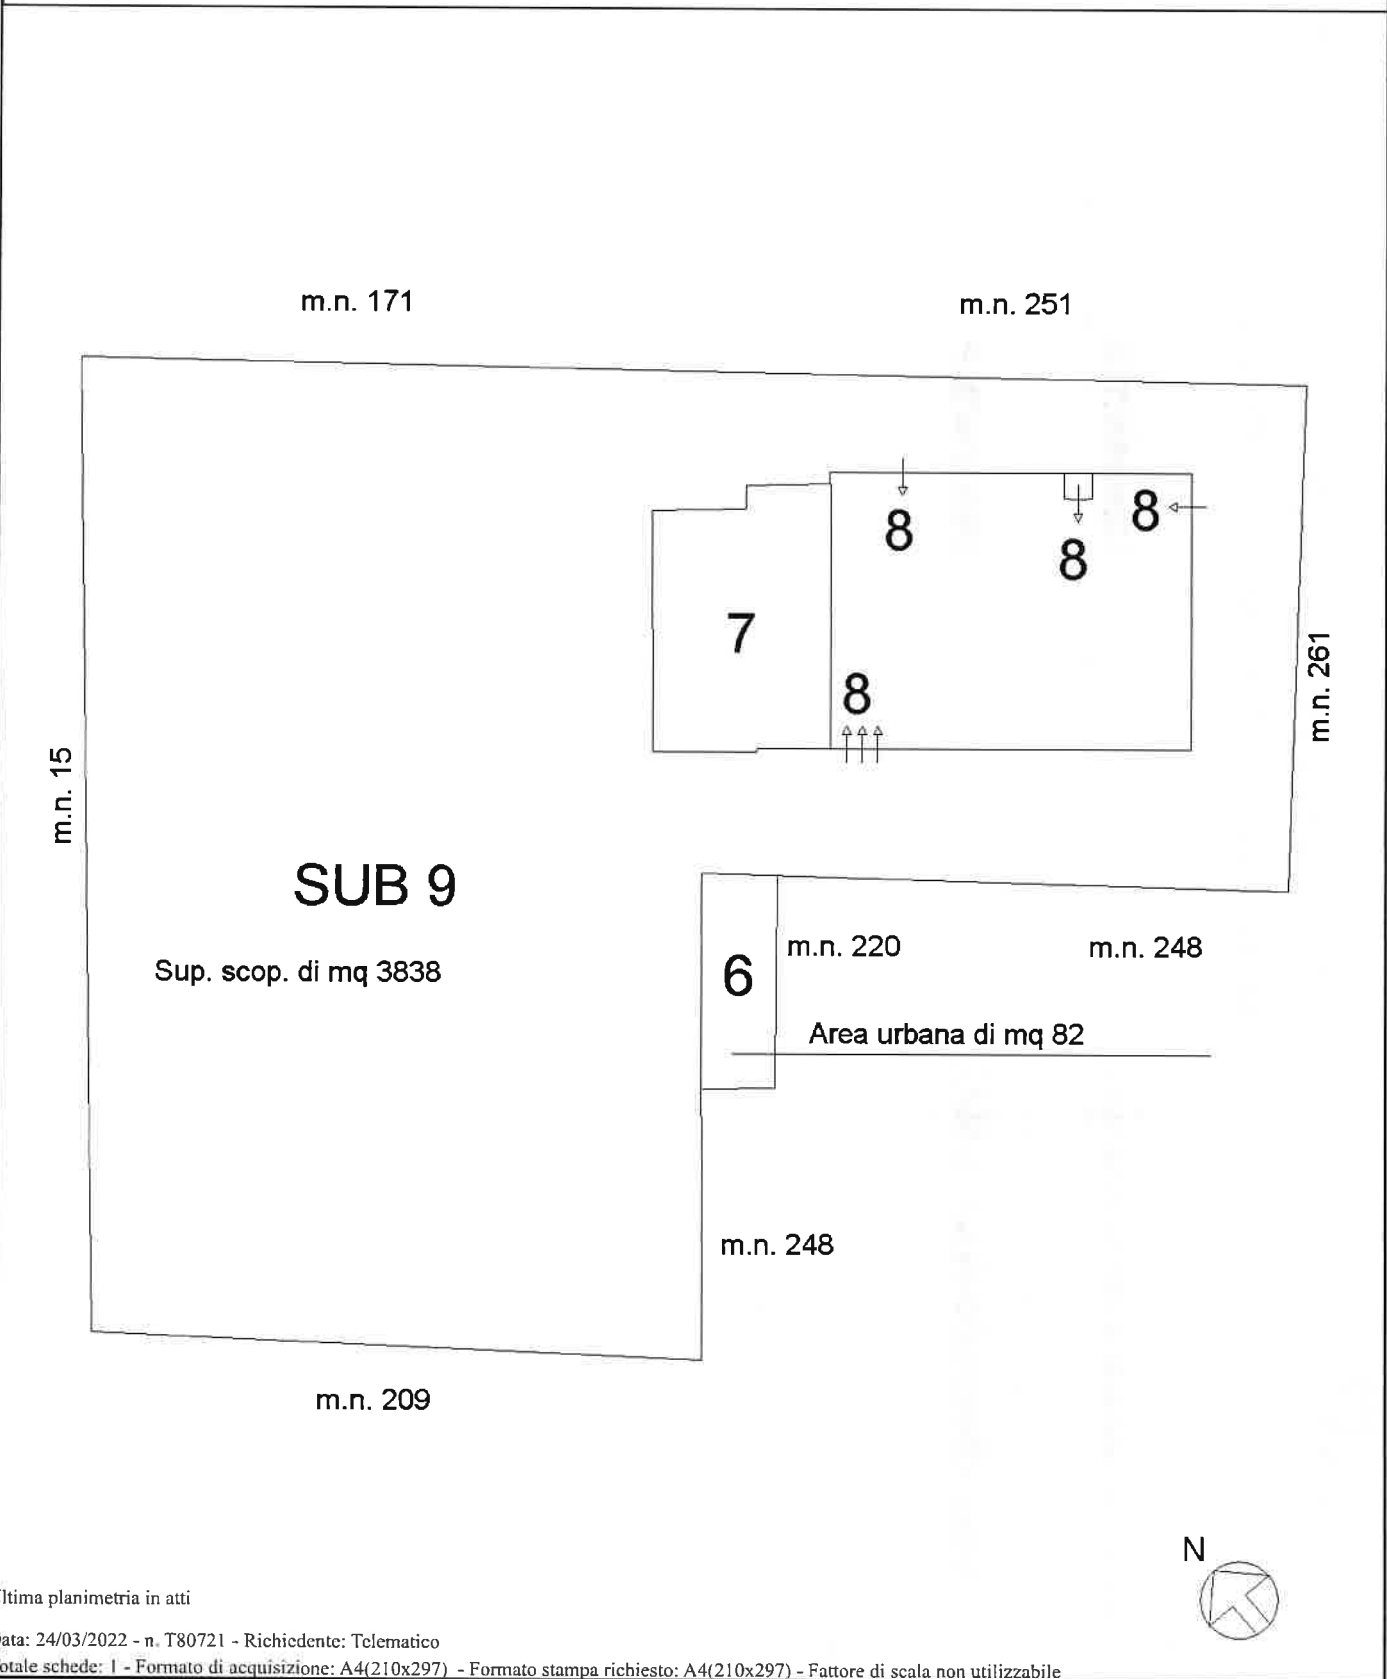 m.n. 171
m.n. 251
8
8
8
7
m.n. 261
8
m.n. 15
SUB 9
m.n. 220
m.n. 248
Sup. scop. di mq 3838
6
Area urbana di mq 82
m.n. 248
m.n. 209
N
ltima planimetria in atti
ata: 24/03/2022 - n. T80721 - Richiedente: Telematico
otale schede: 1 - Formato di acquisizione: A4(210x297) - Formato stampa richiesto: A4(210x297) - Fattore di scala non utilizzabile